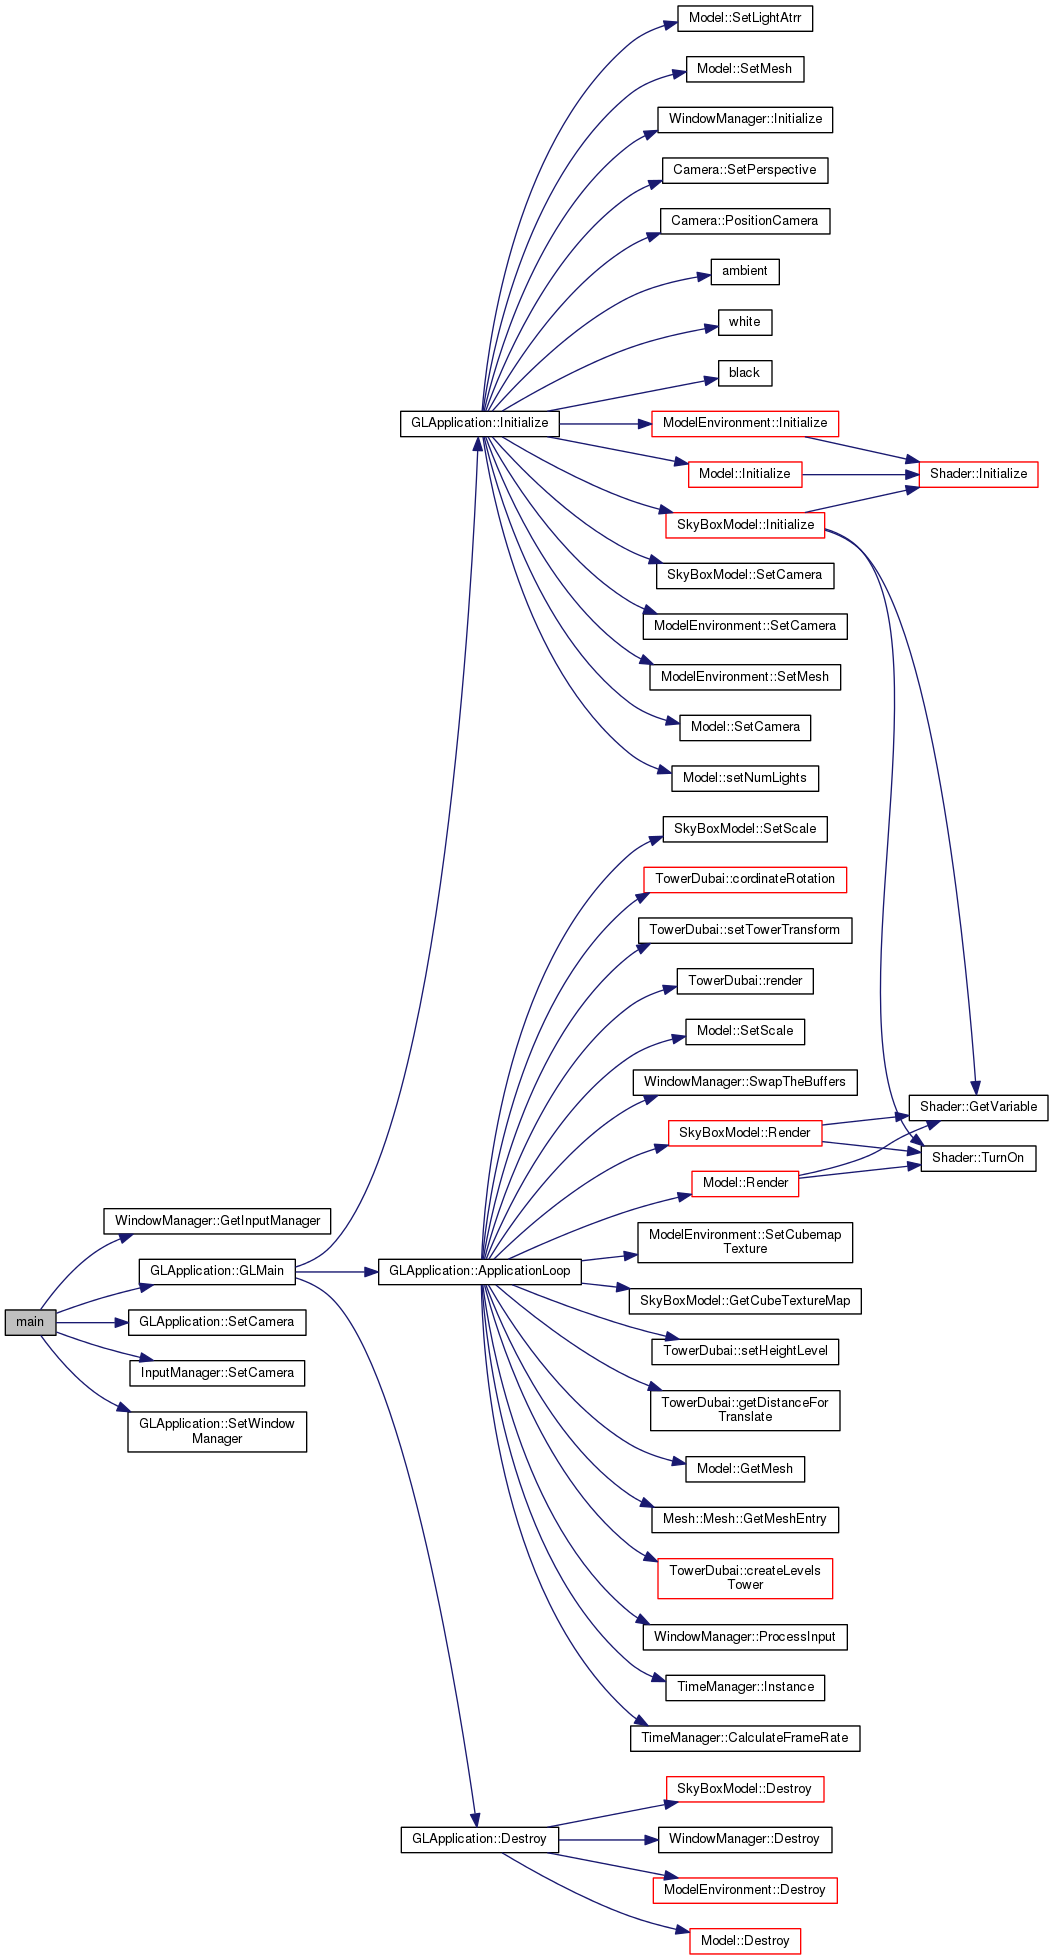 Model::SetLightAtrr
Model::SetMesh
WindowManager::Initialize
Camera::SetPerspective
Camera::PositionCamera
ambient
white
black
GLApplication::Initialize
ModelEnvironment::Initialize
Model::Initialize
Shader::Initialize
SkyBoxModel::Initialize
SkyBoxModel::SetCamera
ModelEnvironment::SetCamera
ModelEnvironment::SetMesh
Model::SetCamera
Model::setNumLights
SkyBoxModel::SetScale
TowerDubai::cordinateRotation
TowerDubai::setTowerTransform
TowerDubai::render
Model::SetScale
WindowManager::SwapTheBuffers
Shader::GetVariable
SkyBoxModel::Render
Shader::TurnOn
Model::Render
WindowManager::GetInputManager
ModelEnvironment::SetCubemap
Texture
GLApplication::GLMain
GLApplication::ApplicationLoop
SkyBoxModel::GetCubeTextureMap
main
GLApplication::SetCamera
TowerDubai::setHeightLevel
InputManager::SetCamera
TowerDubai::getDistanceFor
Translate
GLApplication::SetWindow
Manager
Model::GetMesh
Mesh::Mesh::GetMeshEntry
TowerDubai::createLevels
Tower
WindowManager::ProcessInput
TimeManager::Instance
TimeManager::CalculateFrameRate
SkyBoxModel::Destroy
GLApplication::Destroy
WindowManager::Destroy
ModelEnvironment::Destroy
Model::Destroy